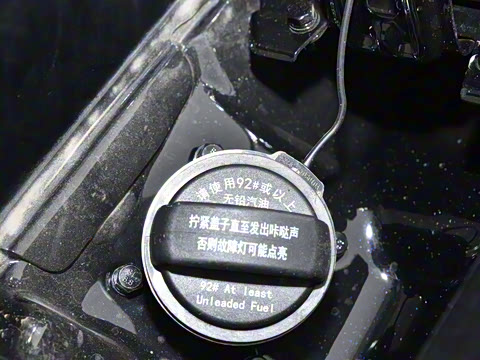 请使用92#或以上
无铅汽油
拧紧盖子直至发出咔哒声
否则故障灯可能点亮
92# At least
Unleaded Fuel